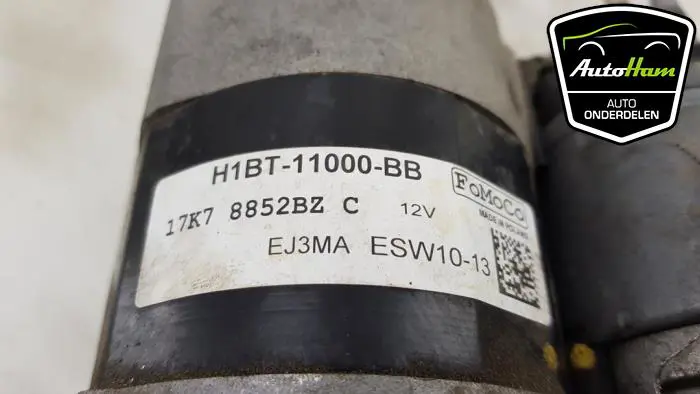 AutoHam
AUTO
ONDERDELEN
H1BT-11000-BB
FoMoCo
17K7 8852BZ C 12V
MADE IN POLAND
EJ3MA ESW10-13